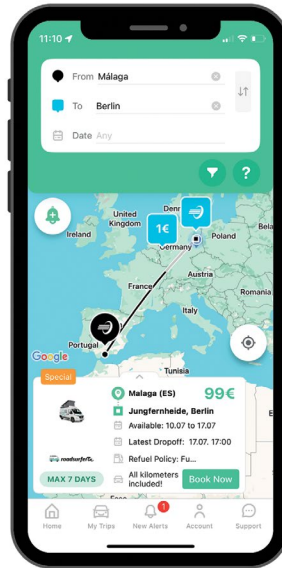 11:10
From Málaga
To Berlin
Date Any
?
United Kingdom
Ireland
Denr
1€
Germany
Poland
Bela
France
Austria
Romania
Italy
Portugal
Google
Tunisia
Special
Malaga (ES) 99€
Jungfernheide, Berlin
Available: 10.07 to 17.07
Latest Dropoff: 17.07. 17:00
roadsurfer
Refuel Policy: Fu...
MAX 7 DAYS
All kilometers included!
Book Now
1
Home
My Trips
New Alerts
Account
Support